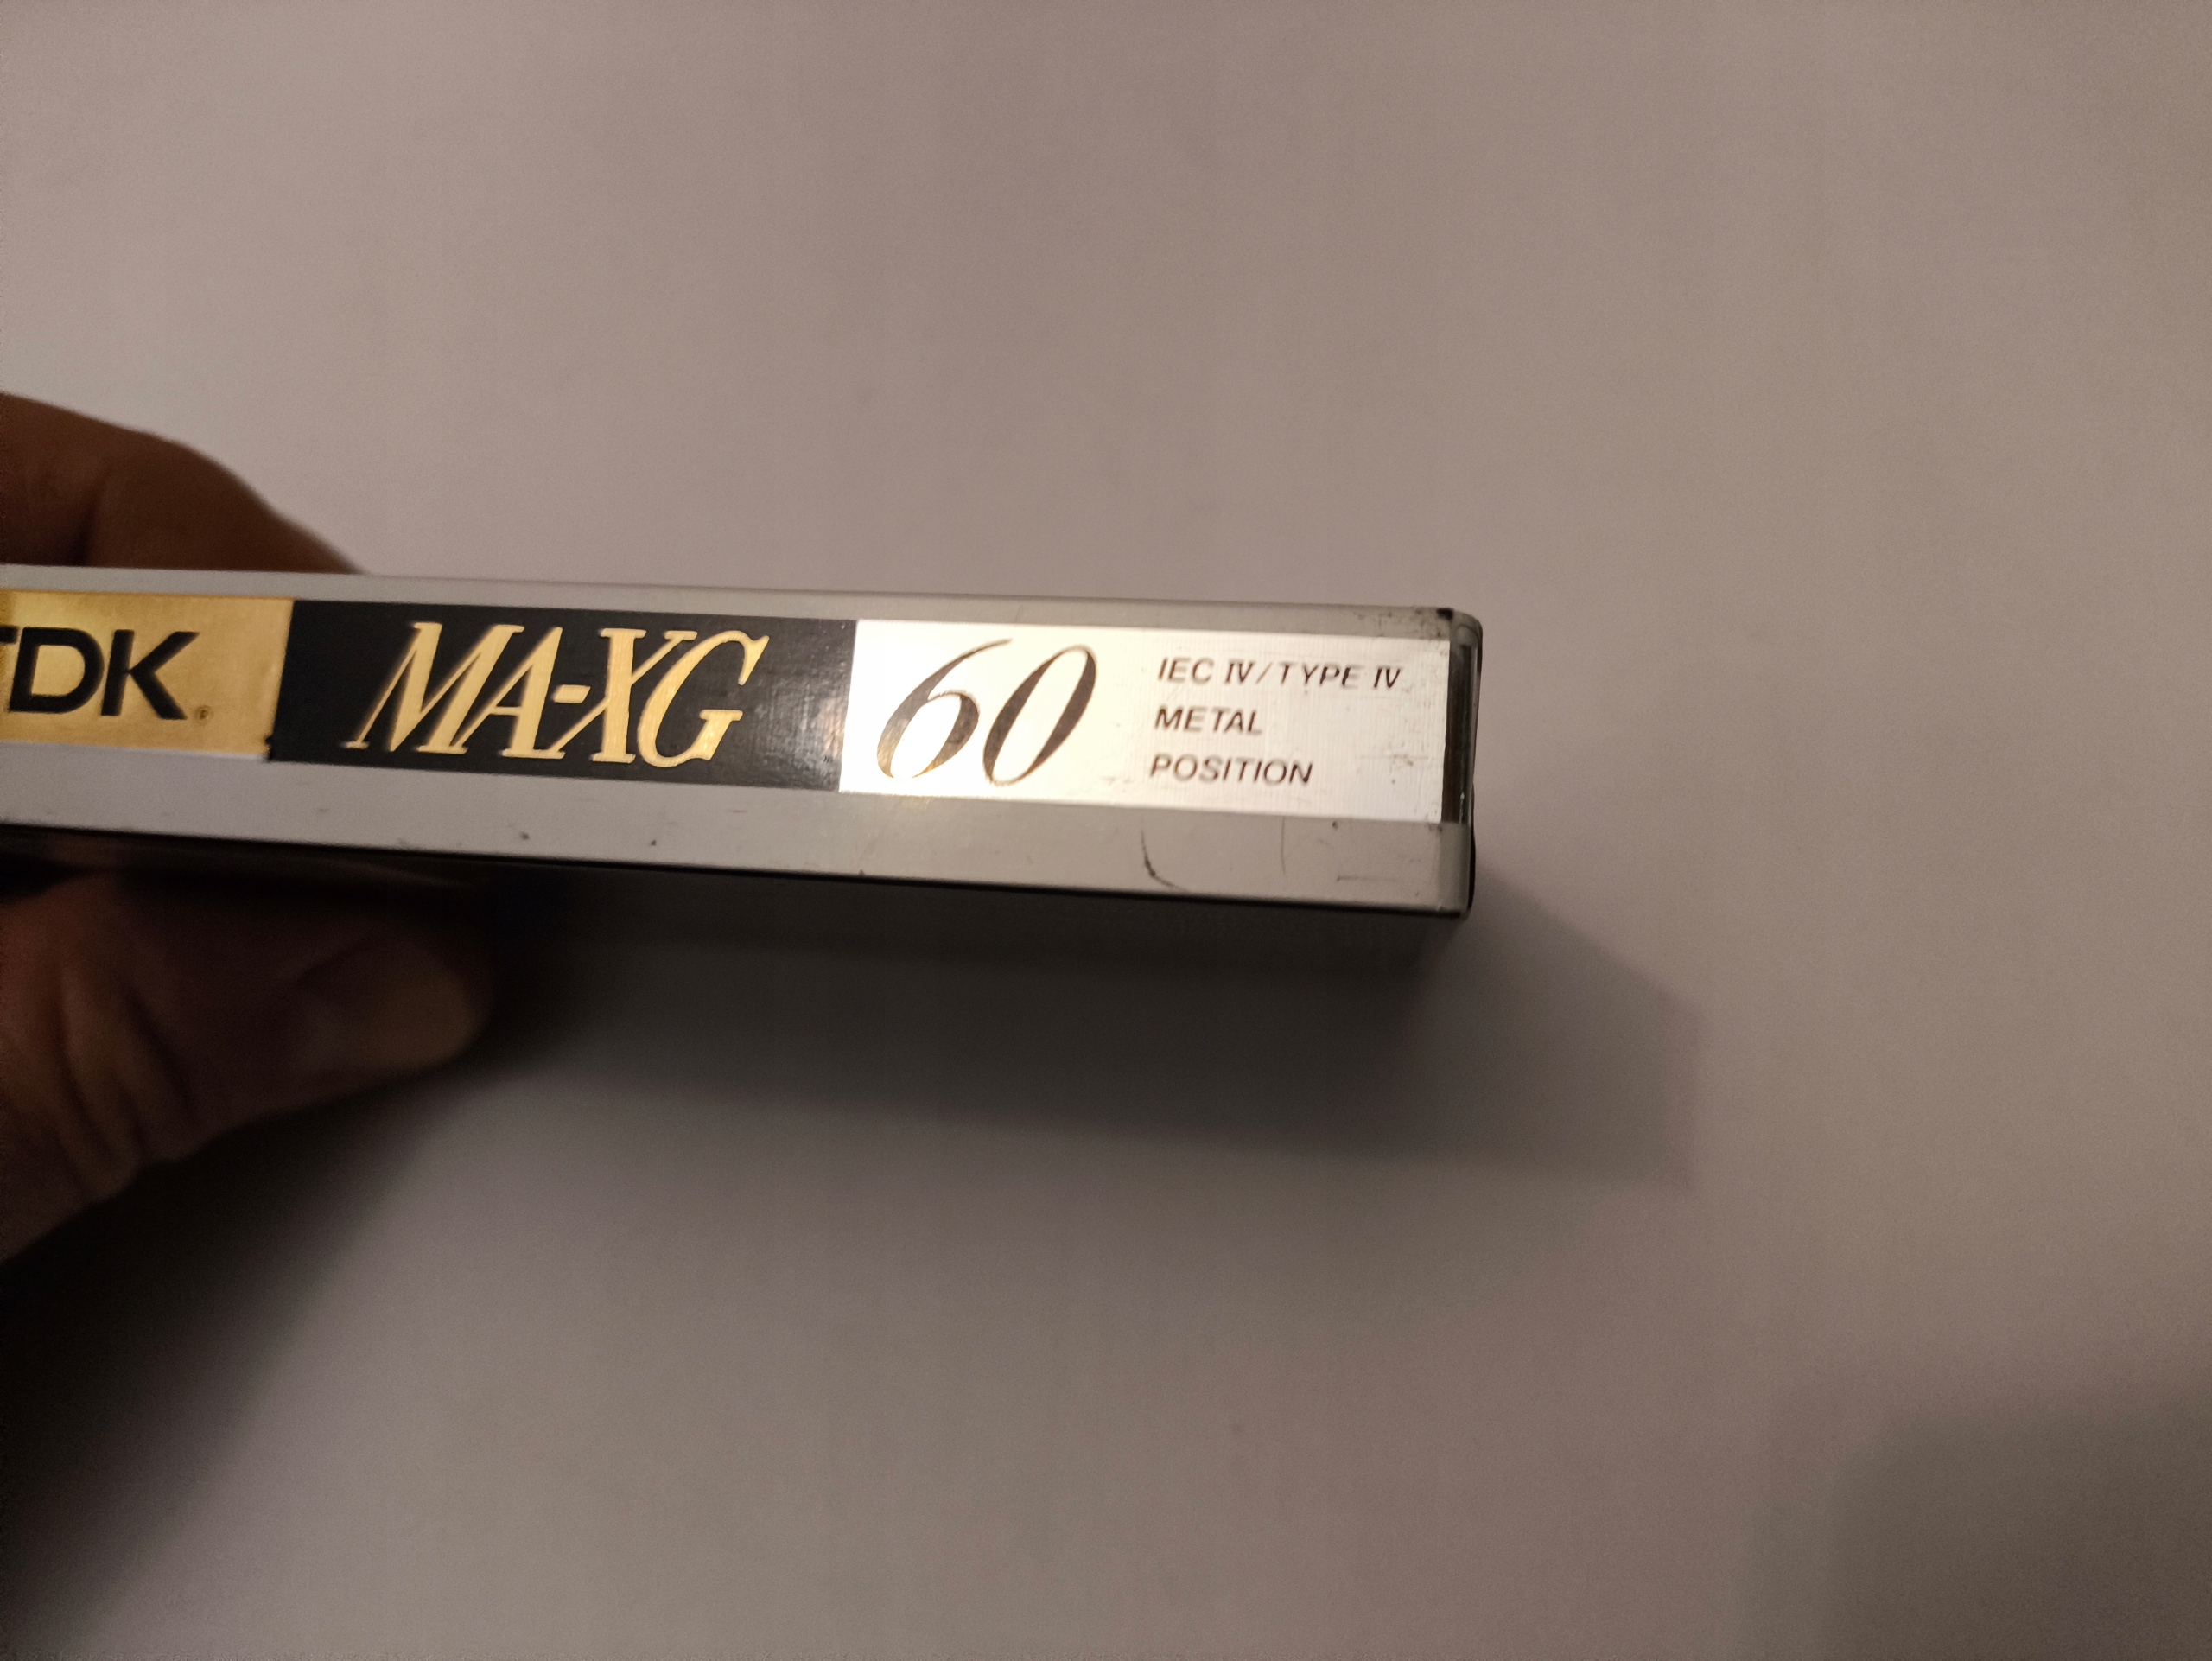 TDK®
MA-XG
60
IEC IV/TYPE IV
METAL
POSITION